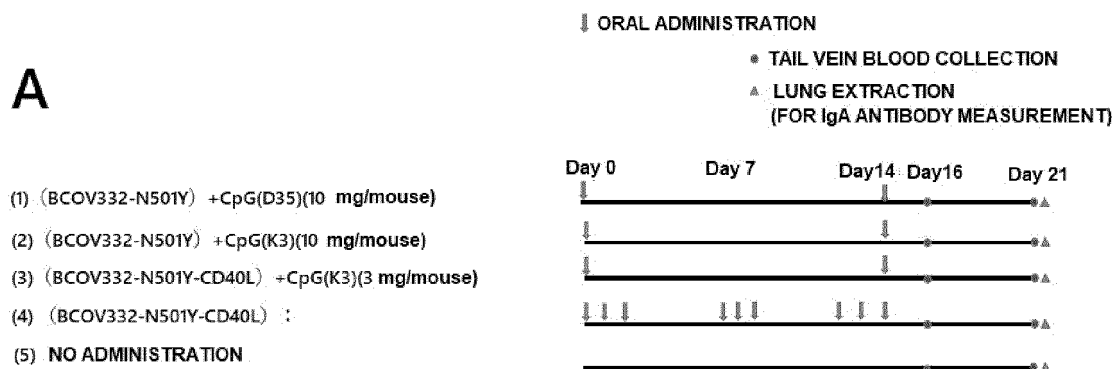 ORAL ADMINISTRATION
TAIL VEIN BLOOD COLLECTION
A
LUNG EXTRACTION
(FOR IgA ANTIBODY MEASUREMENT)
Day 0 Day 7 Day14 Day16 Day 21
(1) (BCOV332-N501Y) +CpG(D35)(10 mg/mouse)
(2) (BCOV332-N501Y) +CpG(K3)(10 mg/mouse)
(3) (BCOV332-N501Y-CD40L) +CpG(K3)(3 mg/mouse)
(4) (BCOV332-N501Y-CD40L) :
(5) NO ADMINISTRATION